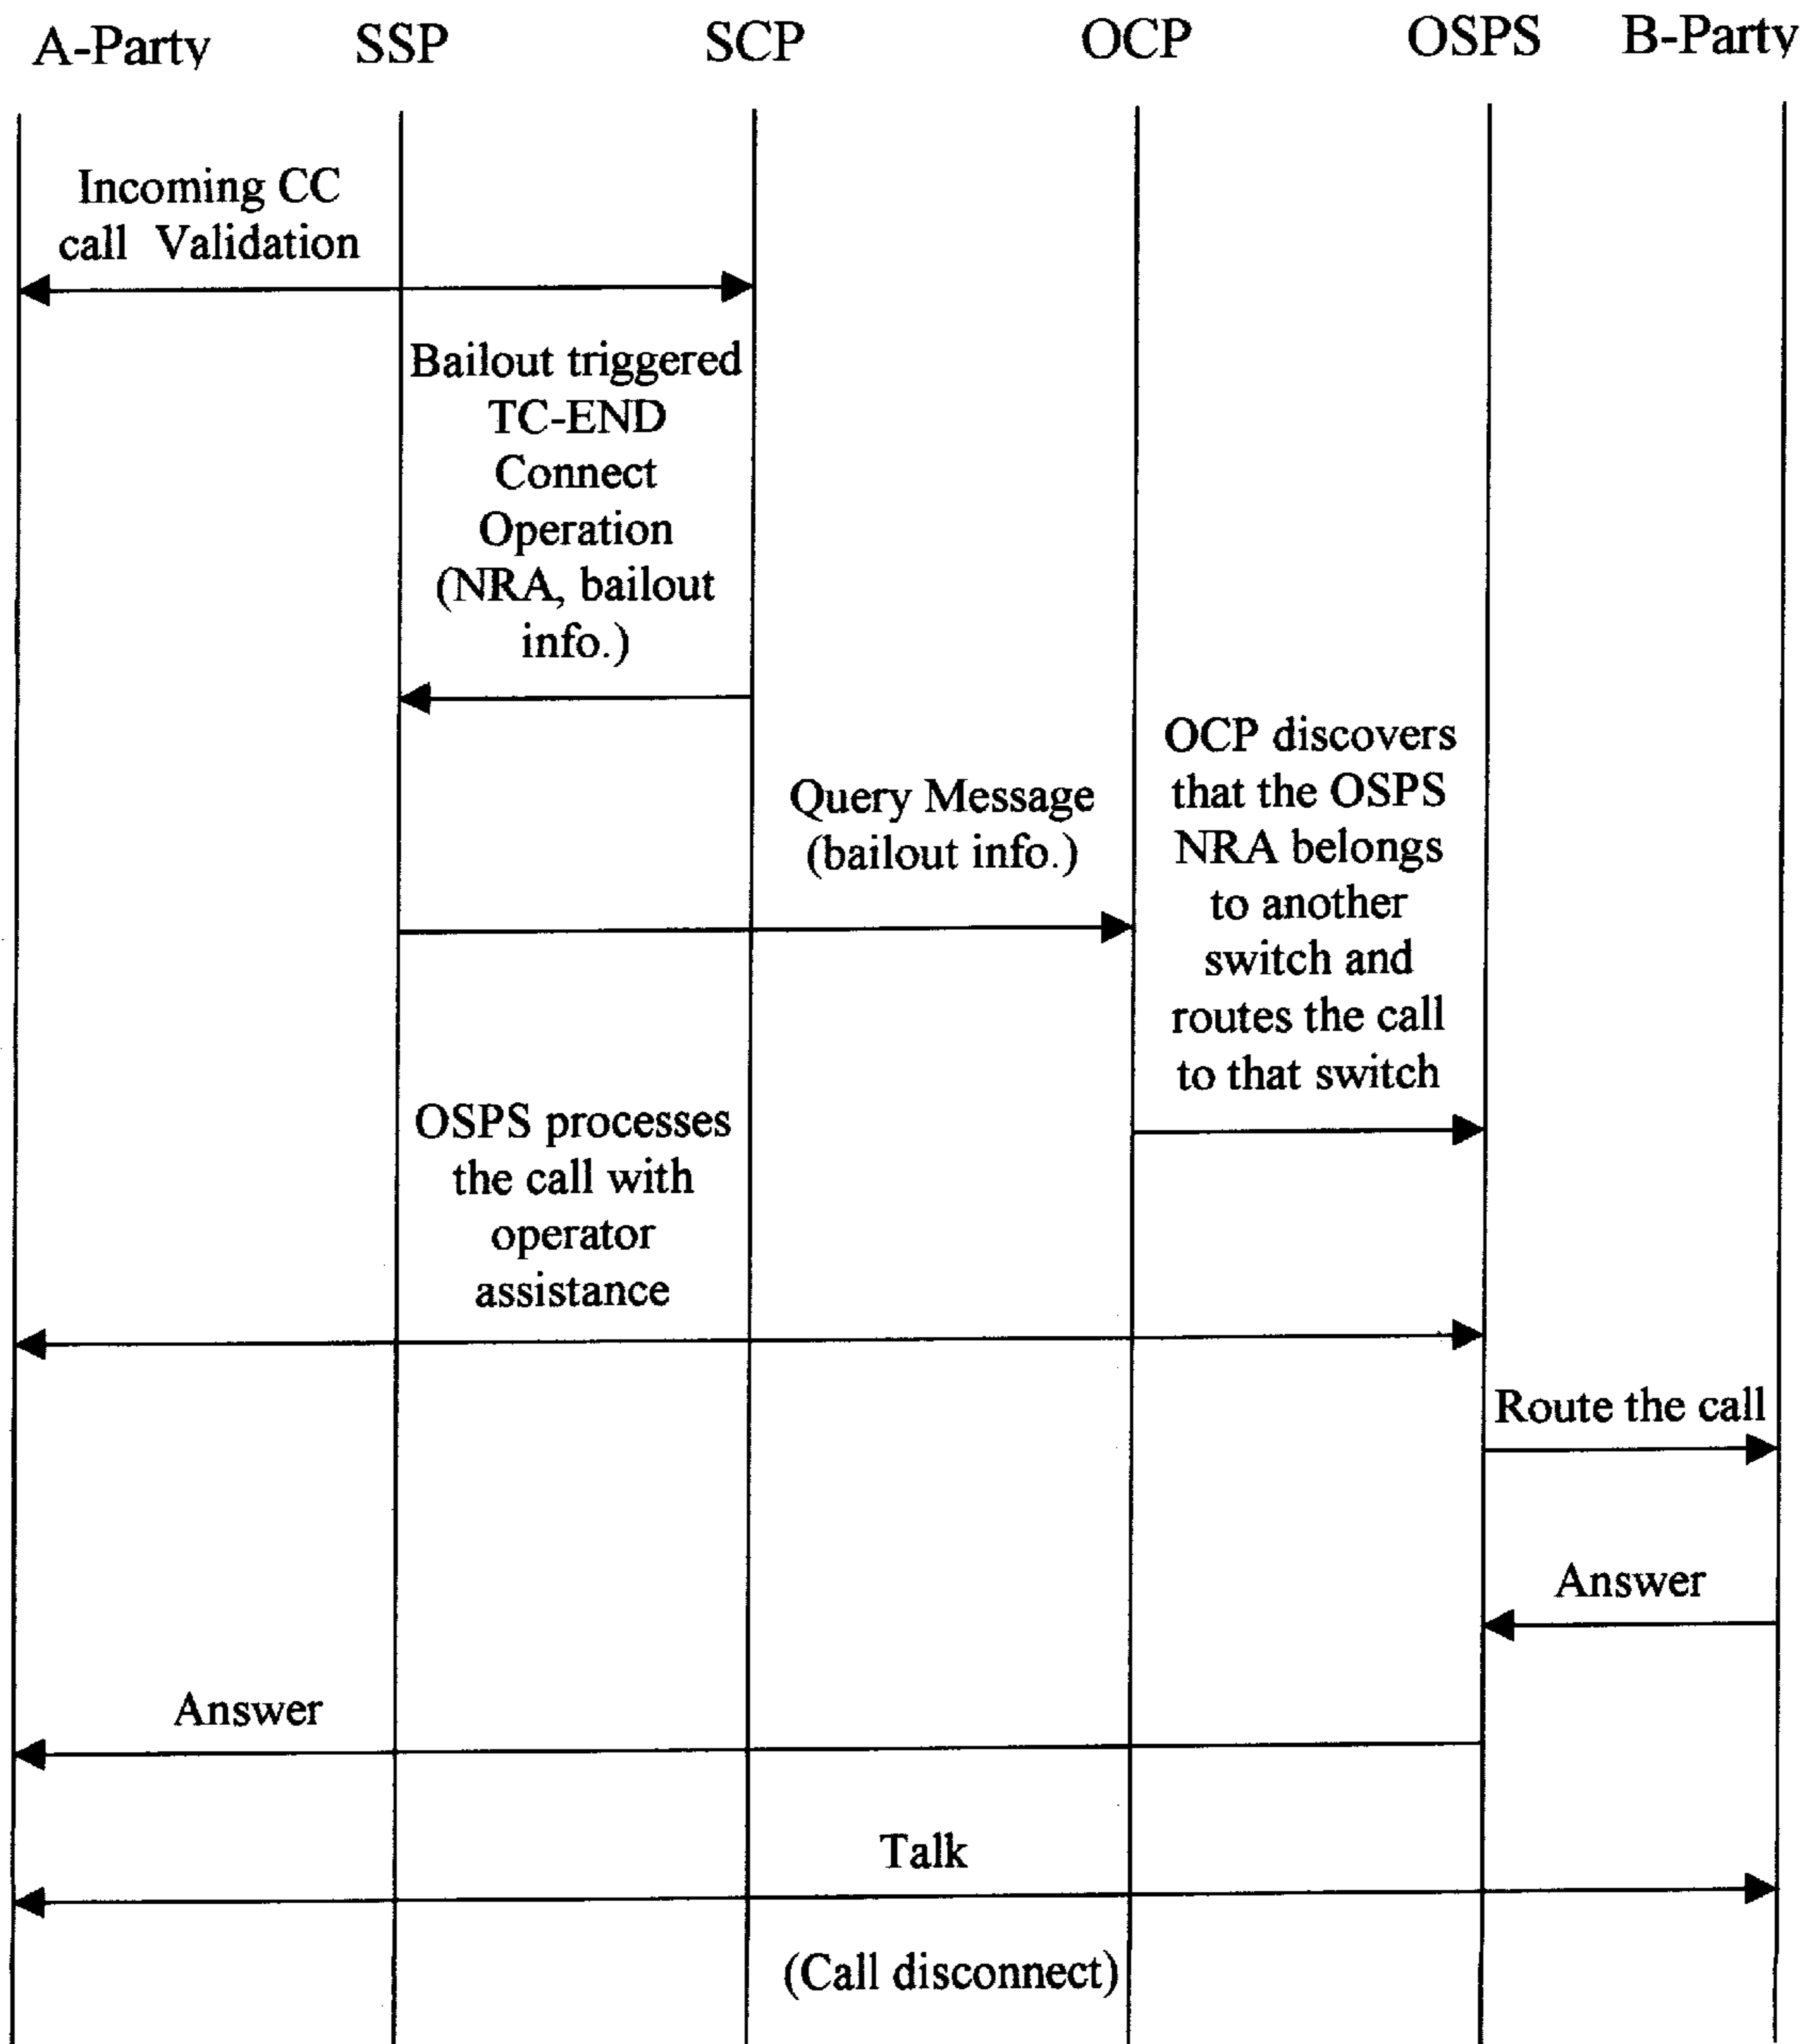 A-Party SSP SCP OCP OSPS B-Party
Incoming CC
call Validation
Bailout triggered
TC-END
Connect
Operation
(NRA, bailout
info.)
Query Message
(bailout info.)
OCP discovers
that the OSPS
NRA belongs
to another
switch and
routes the call
to that switch
OSPS processes
the call with
operator
assistance
Route the call
Answer
Answer
Talk
(Call disconnect)